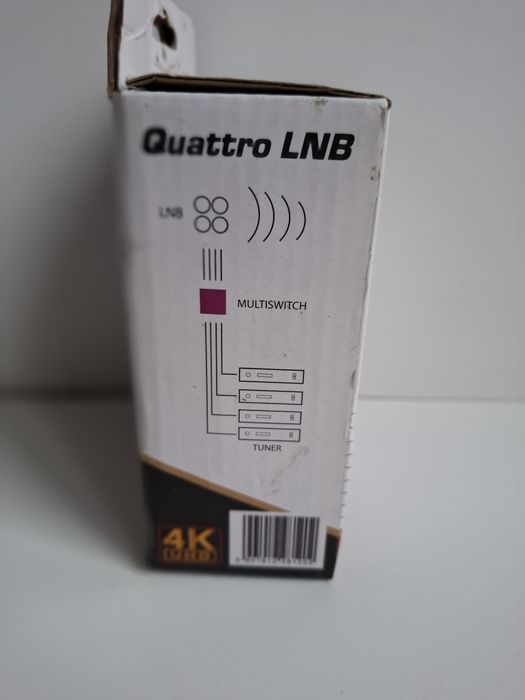 Quattro LNB
LNB
MULTISWITCH
TUNER
4K
UHD